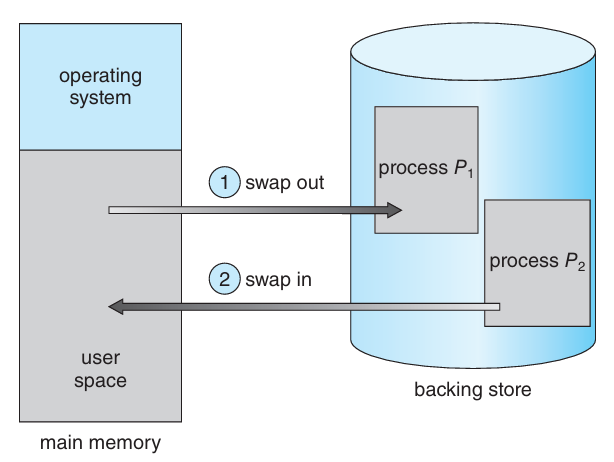 operating
system
process P1
1 swap out
process P2
2 swap in
user
space
backing store
main memory